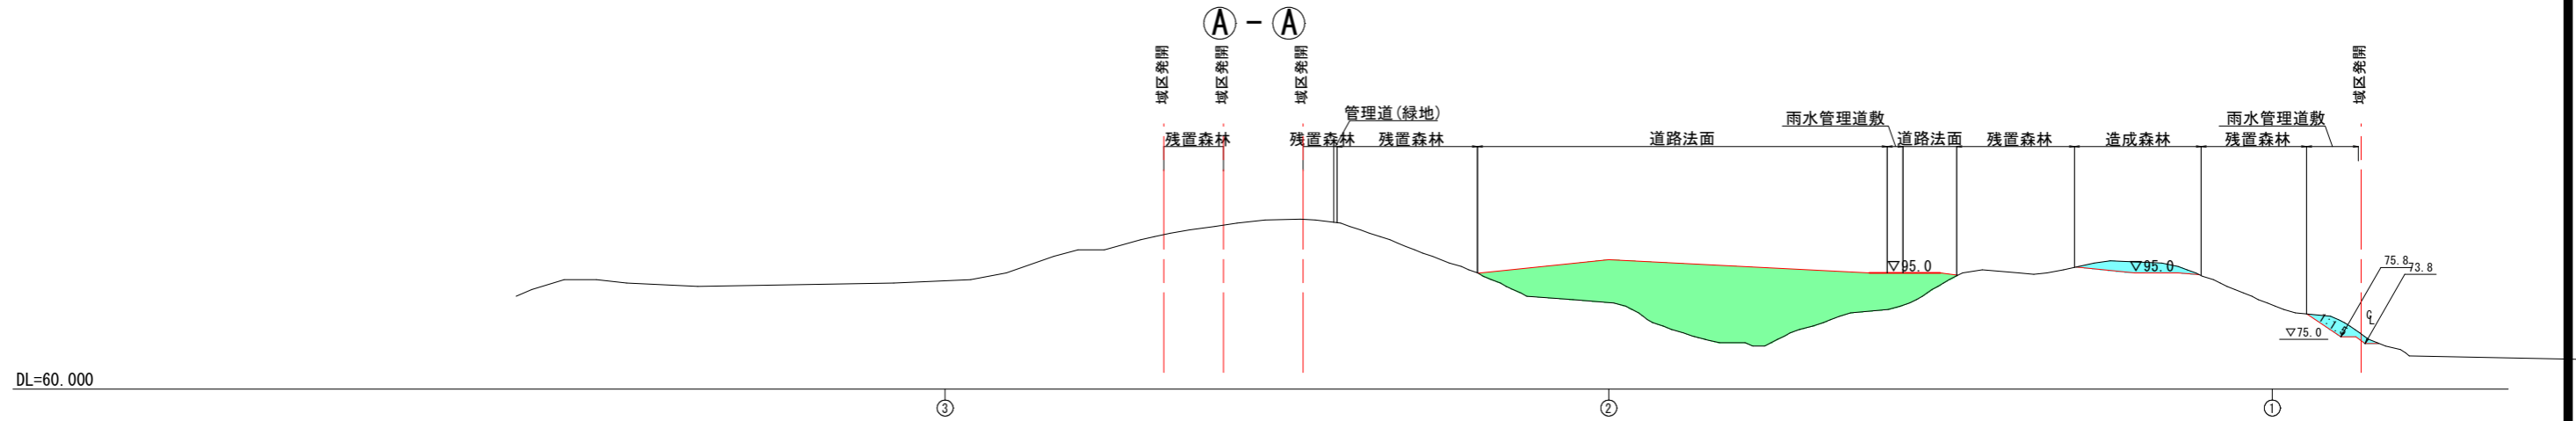 Ⓐ - Ⓐ
域区発開
域区発開
域区発開
域区発開
管理道(緑地)
雨水管理道敷
雨水管理道敷
残置森林
残置森林
残置森林
道路法面
道路法面
残置森林
造成森林
残置森林
▽95.0
▽95.0
75.8
73.8
1:1.5
℄
▽75.0
DL=60.000
③
②
①